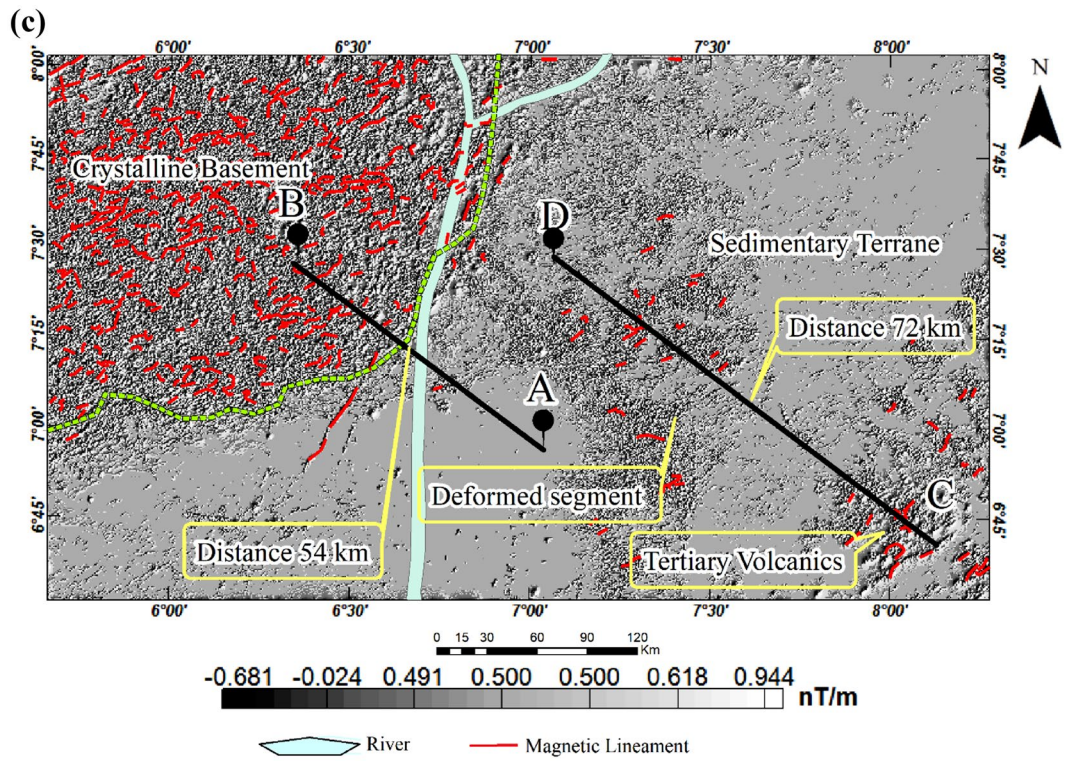 (c)
6°00' 6°30' 7°00' 7°30' 8°00'
N
8°00' 8°00'
7°45' 7°45'
Crystalline Basement
B D
7°30' 7°30'
Sedimentary Terrane
7°15' 7°15'
Distance 72 km
A
7°00' 7°00'
Deformed segment
C
6°45' 6°45'
Distance 54 km
Tertiary Volcanics
6°00' 6°30' 7°00' 7°30' 8°00'
0 15 30 60 90 120
Km
-0.681 -0.024 0.491 0.500 0.500 0.618 0.944
nT/m
River Magnetic Lineament